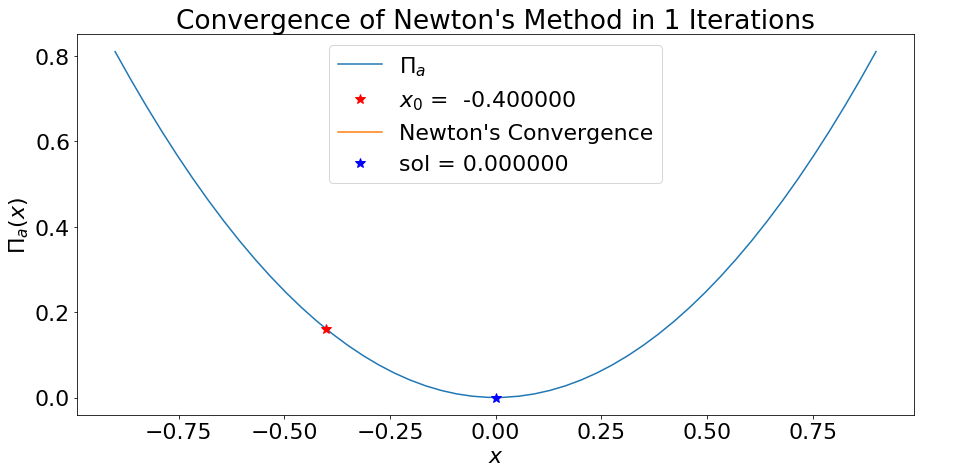 Convergence of Newton's Method in 1 Iterations
Πₐ
x₀ = -0.400000
Newton's Convergence
sol = 0.000000
Πₐ(x)
0.8
0.6
0.4
0.2
0.0
−0.75 −0.50 −0.25 0.00 0.25 0.50 0.75
x